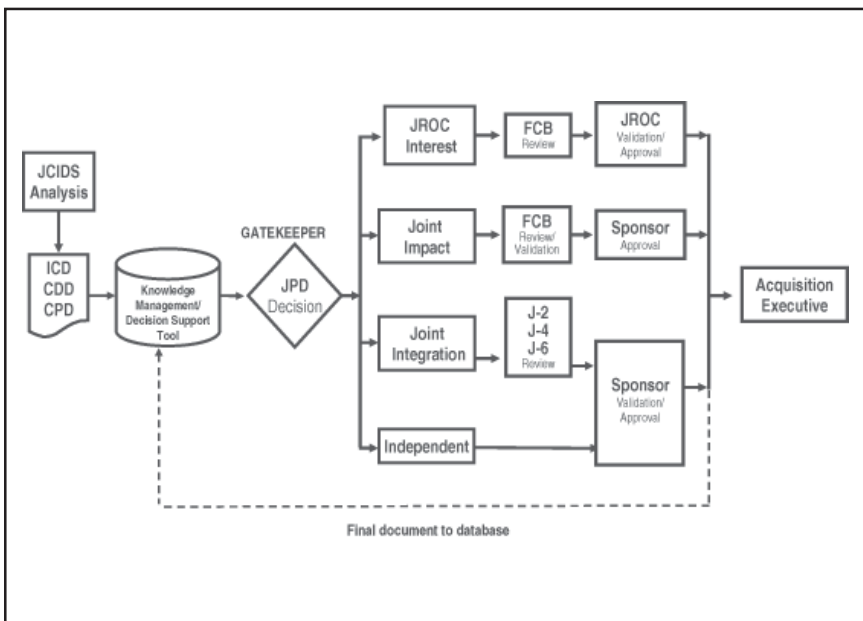 JCIDS
Analysis
ICD
CDD
CPD
Knowledge
Management/
Decision Support
Tool
GATEKEEPER
JPD
Decision
JROC
Interest
FCB
Review
JROC
Validation/
Approval
Joint
Impact
FCB
Review/
Validation
Sponsor
Approval
Joint
Integration
J-2
J-4
J-6
Review
Sponsor
Validation/
Approval
Independent
Acquisition
Executive
Final document to database